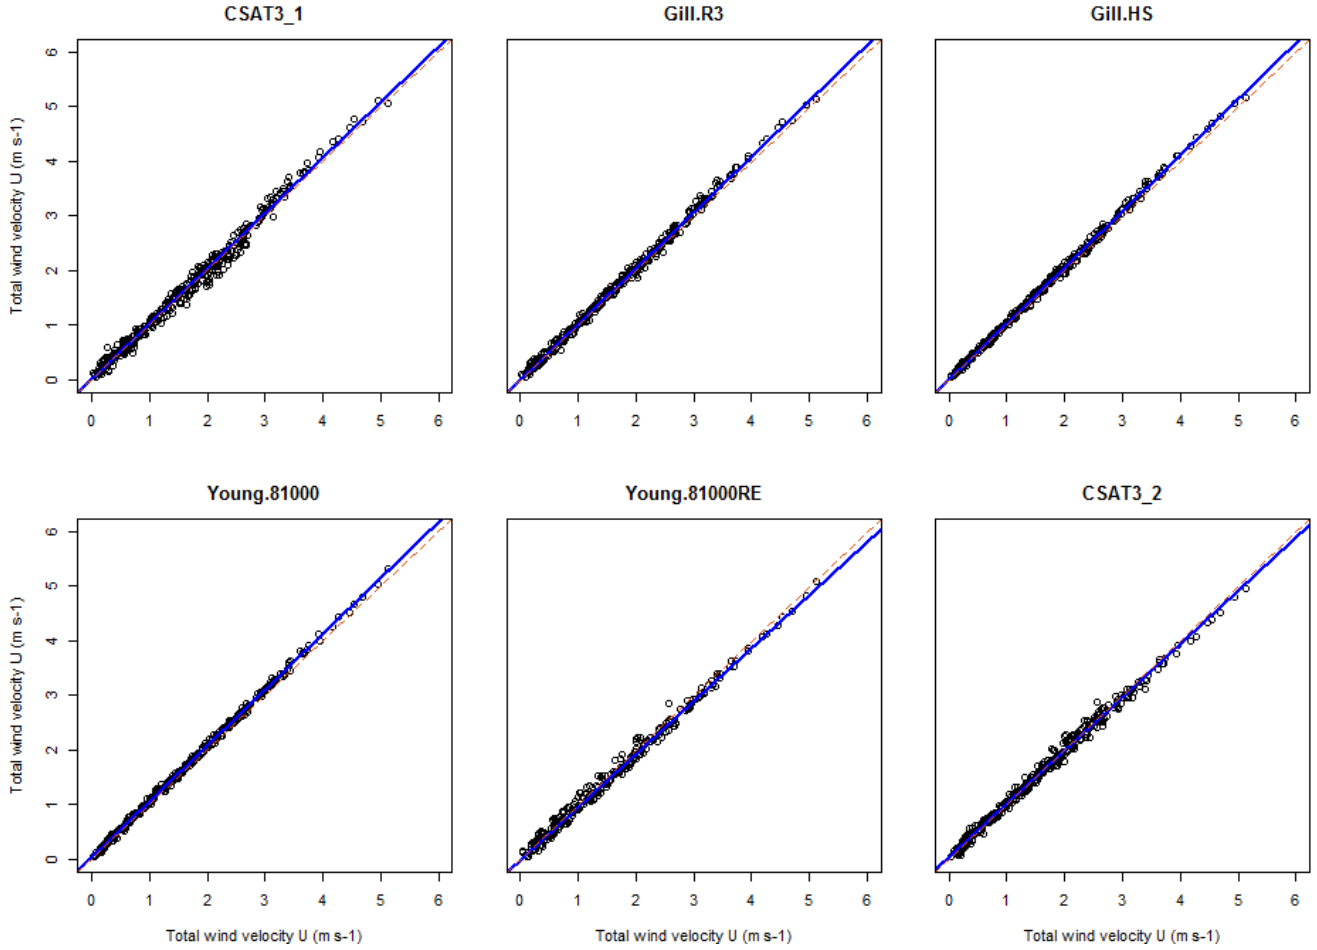 CSAT3_1 Gill.R3 Gill.HS
Total wind velocity U (m s-1)
6
5
4
3
2
1
0
0 1 2 3 4 5 6
0 1 2 3 4 5 6
0 1 2 3 4 5 6
Young.81000 Young.81000RE CSAT3_2
Total wind velocity U (m s-1)
6
5
4
3
2
1
0
0 1 2 3 4 5 6
0 1 2 3 4 5 6
0 1 2 3 4 5 6
Total wind velocity U (m s-1)
Total wind velocity U (m s-1)
Total wind velocity U (m s-1)